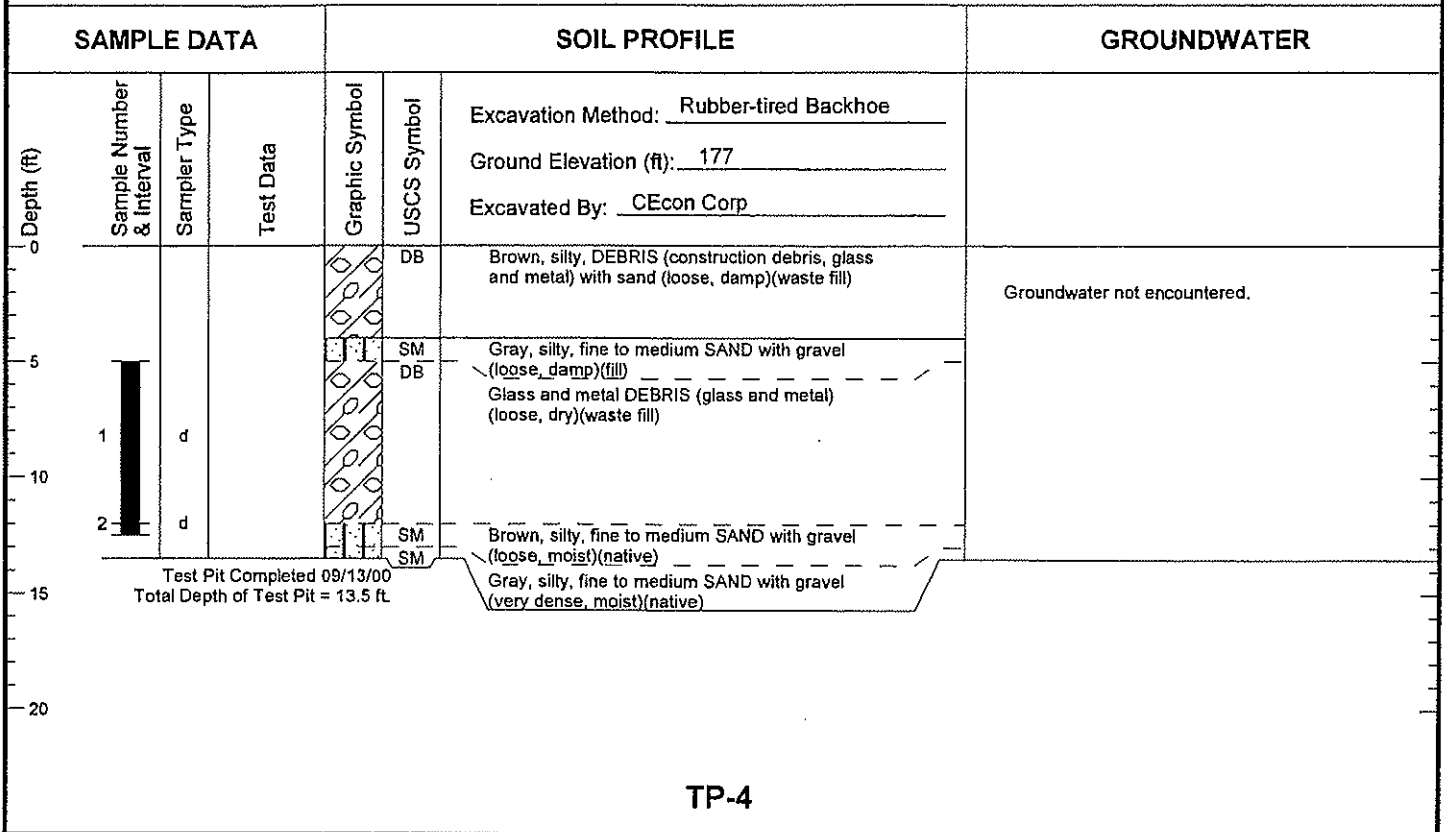 SAMPLE DATA
SOIL PROFILE
GROUNDWATER
Depth (ft)
Sample Number
& Interval
Sampler Type
Test Data
Graphic Symbol
USCS Symbol
Excavation Method: Rubber-tired Backhoe
Ground Elevation (ft): 177
Excavated By: CEcon Corp
0
DB
Brown, silty, DEBRIS (construction debris, glass
and metal) with sand (loose, damp)(waste fill)
Groundwater not encountered.
SM
Gray, silty, fine to medium SAND with gravel
(loose, damp)(fill)
5
DB
Glass and metal DEBRIS (glass and metal)
(loose, dry)(waste fill)
1
d
10
2
d
SM
Brown, silty, fine to medium SAND with gravel
(loose, moist)(native)
SM
Gray, silty, fine to medium SAND with gravel
(very dense, moist)(native)
Test Pit Completed 09/13/00
Total Depth of Test Pit = 13.5 ft.
15
20
TP-4